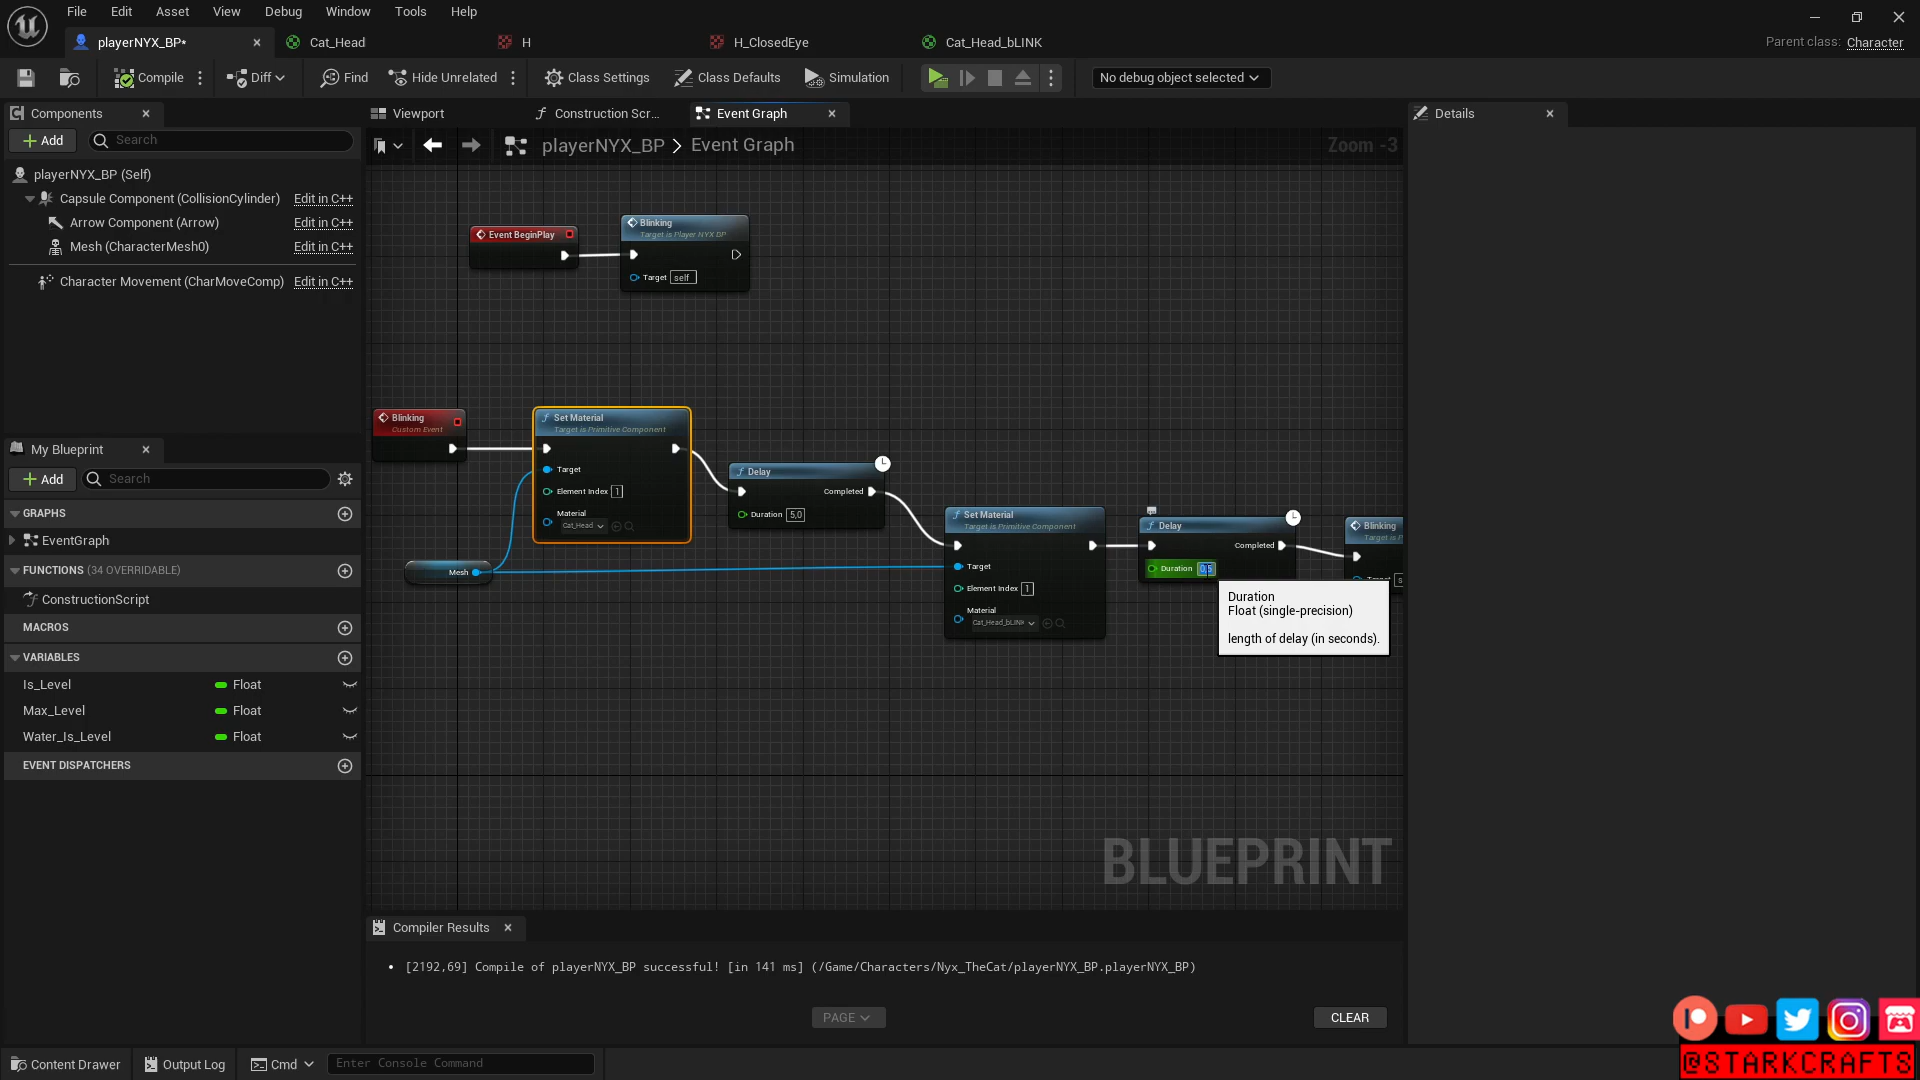 File Edit Asset View Debug Window Tools Help
playerNYX_BP* Cat_Head H H_ClosedEye Cat_Head_bLINK
Parent class: Character
Compile Diff Find Hide Unrelated Class Settings Class Defaults Simulation No debug object selected
Components Viewport Construction Scr... Event Graph Details
Add Search
playerNYX_BP > Event Graph Zoom -3
playerNYX_BP (Self)
Capsule Component (CollisionCylinder) Edit in C++
Arrow Component (Arrow) Edit in C++
Mesh (CharacterMesh0) Edit in C++
Character Movement (CharMoveComp) Edit in C++
Event BeginPlay
Blinking
Target is Player NYX BP
Target self
Blinking
Custom Event
Set Material
Target is Primitive Component
Target
Element Index 1
Material
Cat_Head
Mesh
Delay
Completed
Duration 5,0
Set Material
Target is Primitive Component
Target
Element Index 1
Material
Cat_Head_bLINK
Delay
Completed
Duration 0,5
Blinking
Target is P
Duration
Float (single-precision)
length of delay (in seconds).
My Blueprint
Add Search
GRAPHS
EventGraph
FUNCTIONS (34 OVERRIDABLE)
ConstructionScript
MACROS
VARIABLES
Is_Level Float
Max_Level Float
Water_Is_Level Float
EVENT DISPATCHERS
BLUEPRINT
Compiler Results
[2192,69] Compile of playerNYX_BP successful! [in 141 ms] (/Game/Characters/Nyx_TheCat/playerNYX_BP.playerNYX_BP)
PAGE CLEAR
Content Drawer Output Log Cmd Enter Console Command
@STARKCRAFTS